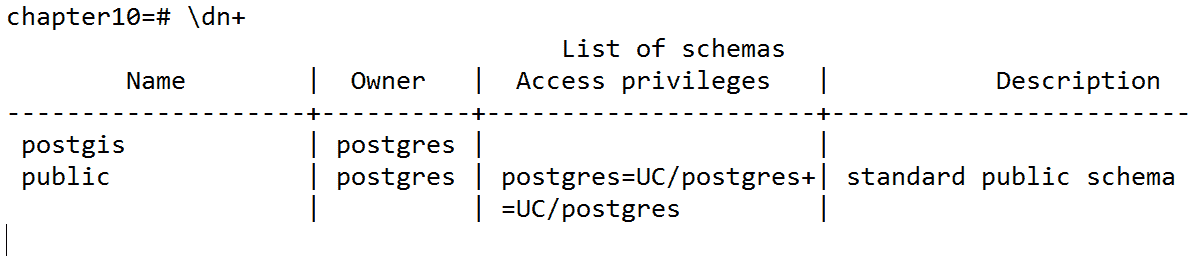 chapter10=# \dn+
                                     List of schemas
        Name        |  Owner   |  Access privileges   |           Description
--------------------+----------+----------------------+------------------------
 postgis            | postgres |                      |
 public             | postgres | postgres=UC/postgres+| standard public schema
                    |          | =UC/postgres         |